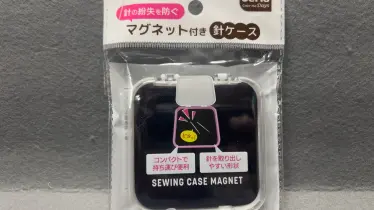 針の紛失を防ぐ
マグネット付き 針ケース
コンパクトで
持ち運び便利
針を取り出し
やすい形状
SEWING CASE MAGNET